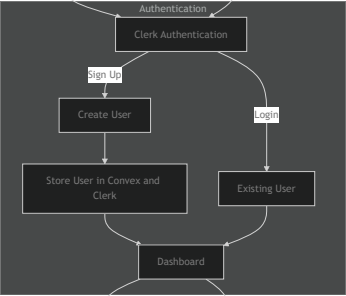 Authentication
Clerk Authentication
Sign Up
Create User
Login
Store User in Convex and
Clerk
Existing User
Dashboard